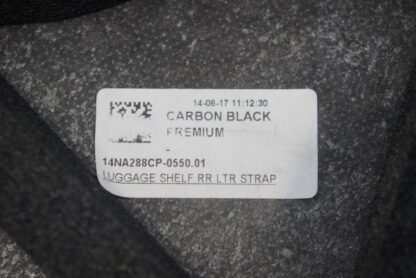 14-06-17 11:12:30
CARBON BLACK
PREMIUM
-
14NA288CP-0550.01
LUGGAGE SHELF RR LTR STRAP